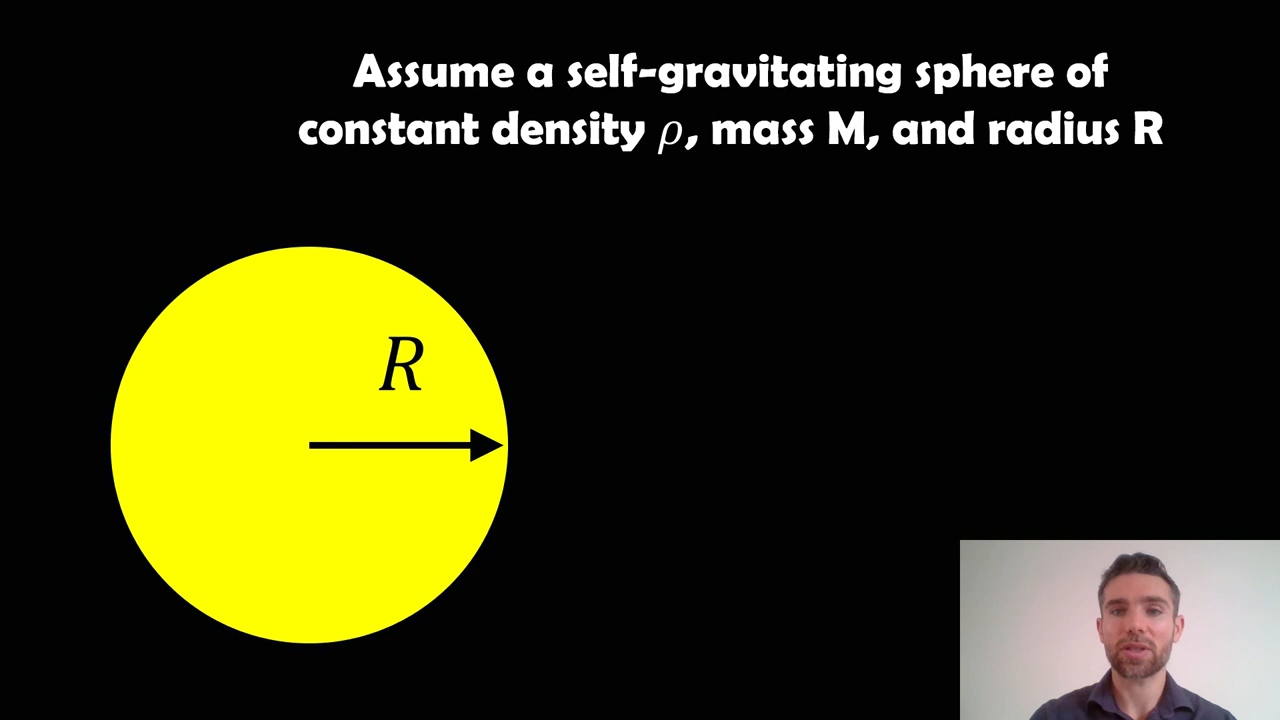 Assume a self-gravitating sphere of
constant density ρ, mass M, and radius R
R